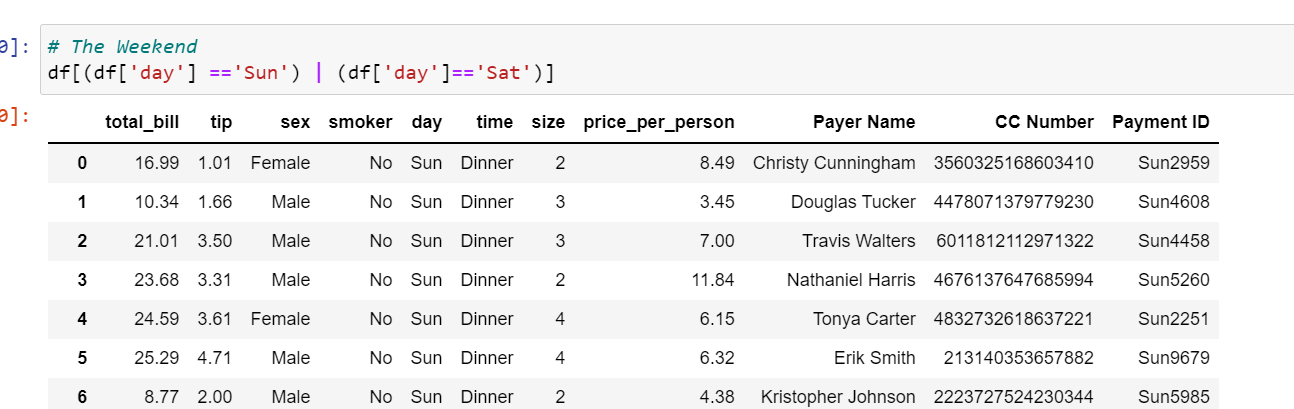 0]: # The Weekend
df[(df['day'] =='Sun') | (df['day']=='Sat')]
0]:
total_bill tip sex smoker day time size price_per_person Payer Name CC Number Payment ID
0 16.99 1.01 Female No Sun Dinner 2 8.49 Christy Cunningham 3560325168603410 Sun2959
1 10.34 1.66 Male No Sun Dinner 3 3.45 Douglas Tucker 4478071379779230 Sun4608
2 21.01 3.50 Male No Sun Dinner 3 7.00 Travis Walters 6011812112971322 Sun4458
3 23.68 3.31 Male No Sun Dinner 2 11.84 Nathaniel Harris 4676137647685994 Sun5260
4 24.59 3.61 Female No Sun Dinner 4 6.15 Tonya Carter 4832732618637221 Sun2251
5 25.29 4.71 Male No Sun Dinner 4 6.32 Erik Smith 213140353657882 Sun9679
6 8.77 2.00 Male No Sun Dinner 2 4.38 Kristopher Johnson 2223727524230344 Sun5985